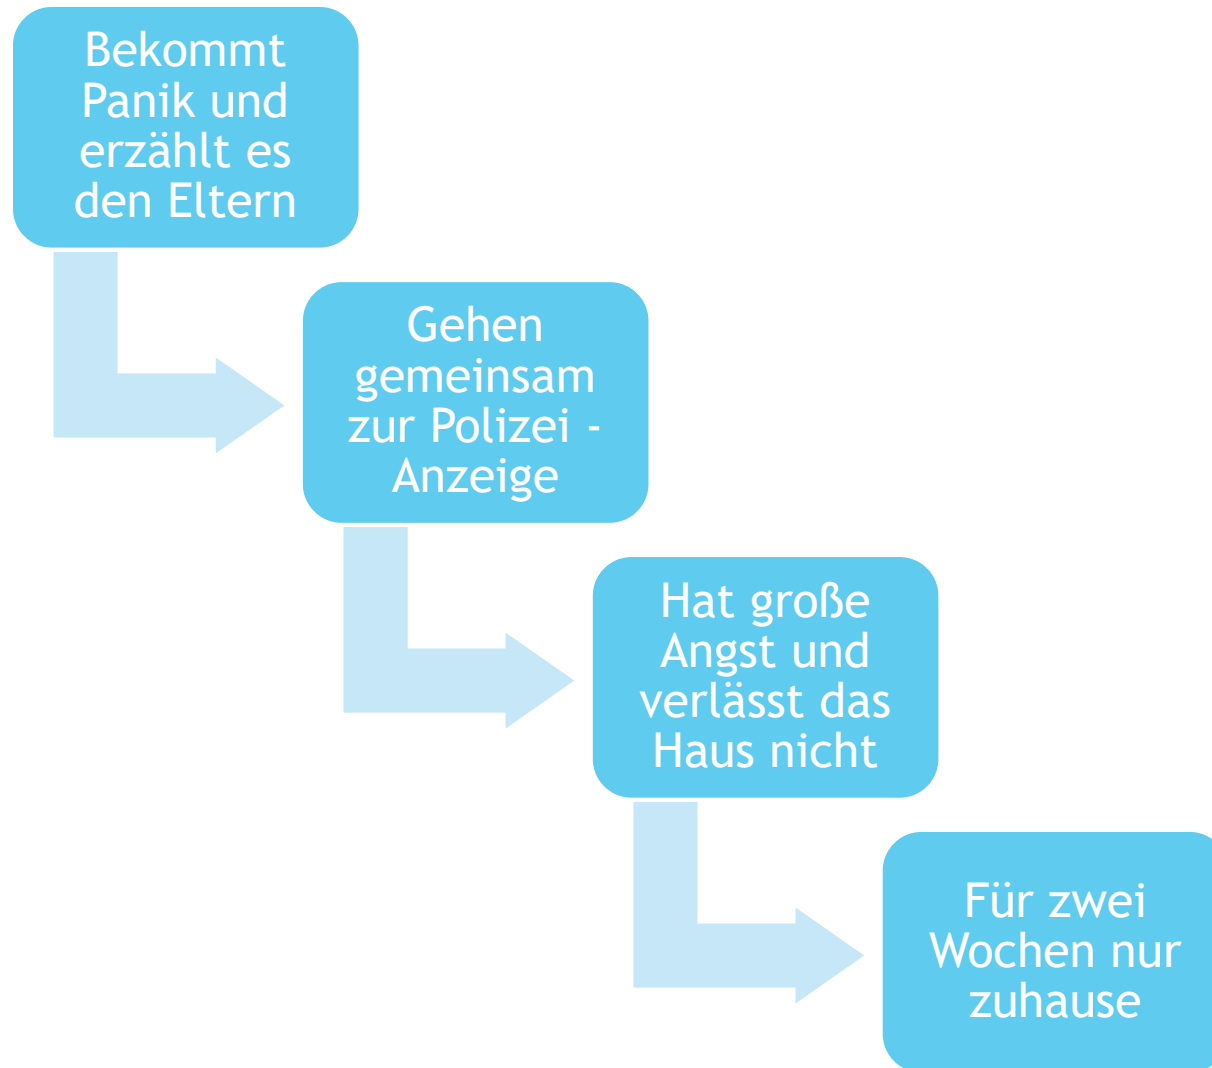 Bekommt
Panik und
erzählt es
den Eltern
Gehen
gemeinsam
zur Polizei -
Anzeige
Hat große
Angst und
verlässt das
Haus nicht
Für zwei
Wochen nur
zuhause